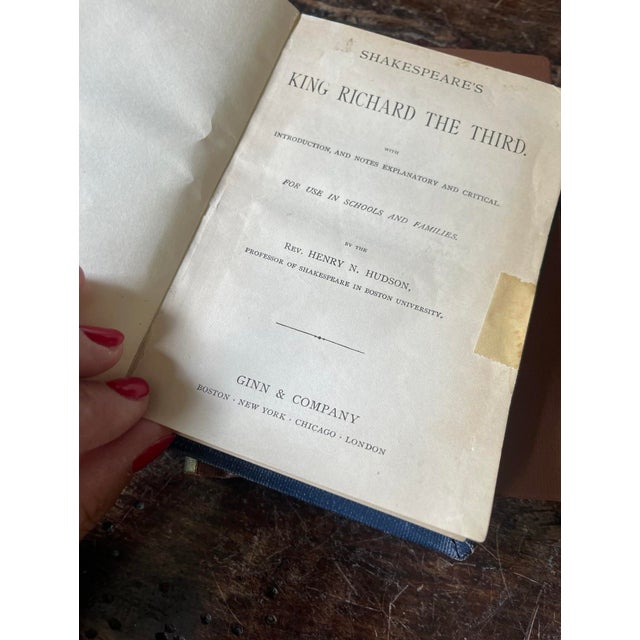 SHAKESPEARE'S
KING RICHARD THE THIRD.
WITH
INTRODUCTION, AND NOTES EXPLANATORY AND CRITICAL
FOR USE IN SCHOOLS AND FAMILIES.
BY THE
REV. HENRY N. HUDSON,
PROFESSOR OF SHAKESPEARE IN BOSTON UNIVERSITY.
GINN & COMPANY
BOSTON · NEW YORK · CHICAGO · LONDON